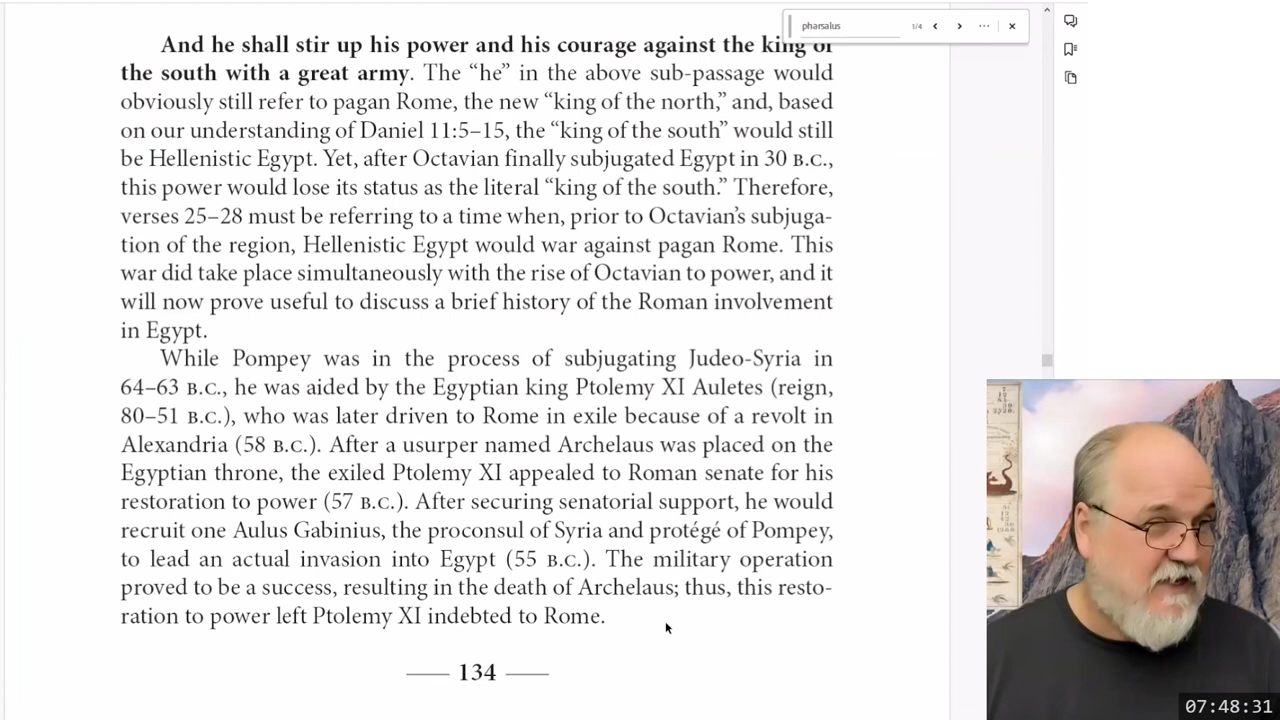 pharsalus
1/4
And he shall stir up his power and his courage against the king of
the south with a great army. The “he” in the above sub-passage would
obviously still refer to pagan Rome, the new “king of the north,” and, based
on our understanding of Daniel 11:5–15, the “king of the south” would still
be Hellenistic Egypt. Yet, after Octavian finally subjugated Egypt in 30 B.C.,
this power would lose its status as the literal “king of the south.” Therefore,
verses 25–28 must be referring to a time when, prior to Octavian’s subjuga-
tion of the region, Hellenistic Egypt would war against pagan Rome. This
war did take place simultaneously with the rise of Octavian to power, and it
will now prove useful to discuss a brief history of the Roman involvement
in Egypt.
While Pompey was in the process of subjugating Judeo-Syria in
64–63 B.C., he was aided by the Egyptian king Ptolemy XI Auletes (reign,
80–51 B.C.), who was later driven to Rome in exile because of a revolt in
Alexandria (58 B.C.). After a usurper named Archelaus was placed on the
Egyptian throne, the exiled Ptolemy XI appealed to Roman senate for his
restoration to power (57 B.C.). After securing senatorial support, he would
recruit one Aulus Gabinius, the proconsul of Syria and protégé of Pompey,
to lead an actual invasion into Egypt (55 B.C.). The military operation
proved to be a success, resulting in the death of Archelaus; thus, this resto-
ration to power left Ptolemy XI indebted to Rome.
134
07:48:31